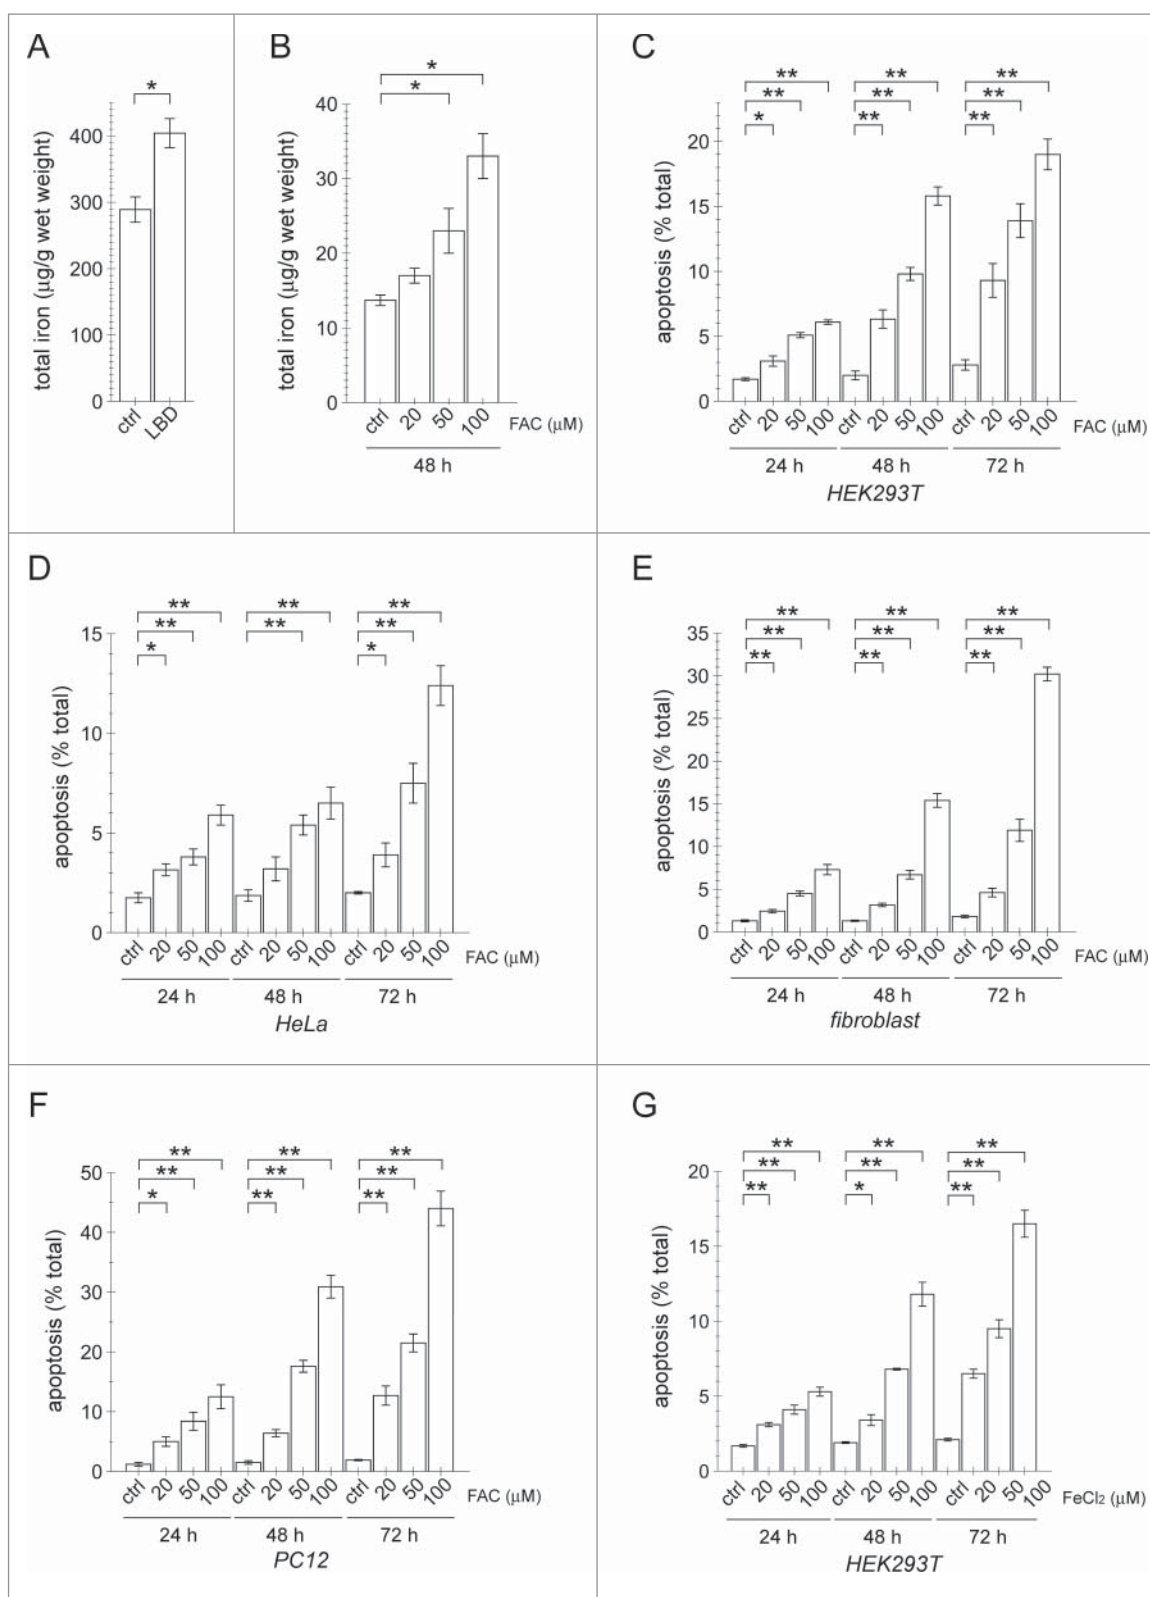 A
total iron (µg/g wet weight)
400
300
200
100
0
*
ctrl
LBD
B
total iron (µg/g wet weight)
40
30
20
10
0
*
*
ctrl
20
50
100
FAC (µM)
48 h
C
apoptosis (% total)
20
15
10
5
0
** ** **
** ** **
* ** **
ctrl 20 50 100 ctrl 20 50 100 ctrl 20 50 100
FAC (µM)
24 h 48 h 72 h
HEK293T
D
apoptosis (% total)
15
10
5
0
** ** **
** ** **
* *
ctrl 20 50 100 ctrl 20 50 100 ctrl 20 50 100
FAC (µM)
24 h 48 h 72 h
HeLa
E
apoptosis (% total)
35
30
25
20
15
10
5
0
** ** **
** ** **
** ** **
ctrl 20 50 100 ctrl 20 50 100 ctrl 20 50 100
FAC (µM)
24 h 48 h 72 h
fibroblast
F
apoptosis (% total)
50
40
30
20
10
0
** ** **
** ** **
* ** **
ctrl 20 50 100 ctrl 20 50 100 ctrl 20 50 100
FAC (µM)
24 h 48 h 72 h
PC12
G
apoptosis (% total)
20
15
10
5
0
** ** **
** ** **
** * **
ctrl 20 50 100 ctrl 20 50 100 ctrl 20 50 100
FeCl₂ (µM)
24 h 48 h 72 h
HEK293T